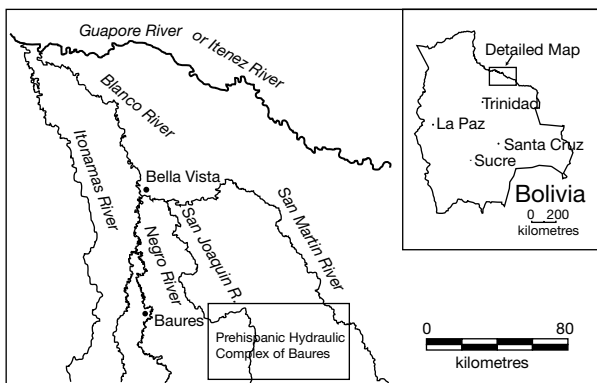 Guapore River or Itenez River
Blanco River
Itonamas River
Bella Vista
Negro River
San Joaquin R.
San Martin River
Baures
Prehispanic Hydraulic
Complex of Baures
Detailed Map
Trinidad
La Paz
Santa Cruz
Sucre
Bolivia
0 200
kilometres
0 80
kilometres